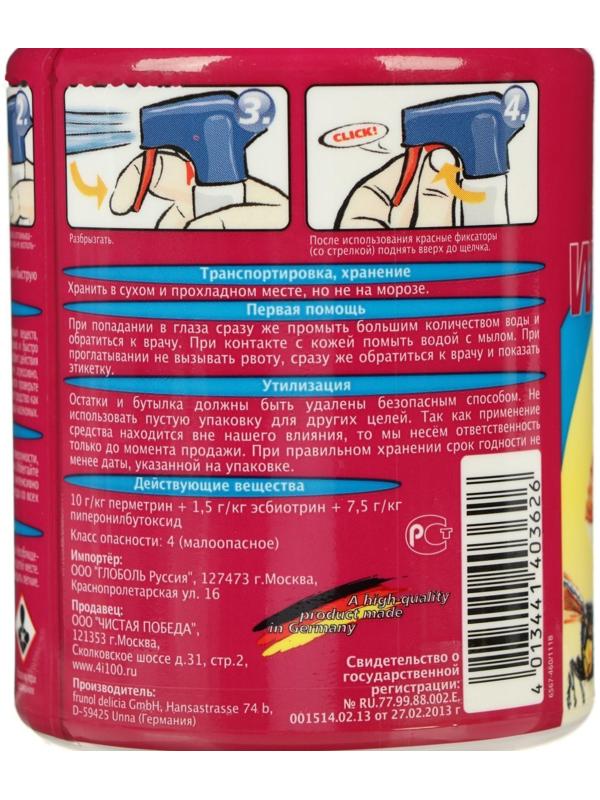 2.
3.
4.
CLICK!
Разбрызгать.
После использования красные фиксаторы
(со стрелкой) поднять вверх до щелчка.
Транспортировка, хранение
Хранить в сухом и прохладном месте, но не на морозе.
Первая помощь
При попадании в глаза сразу же промыть большим количеством воды и
обратиться к врачу. При контакте с кожей помыть водой с мылом. При
проглатывании не вызывать рвоту, сразу же обратиться к врачу и показать
этикетку.
Утилизация
Остатки и бутылка должны быть удалены безопасным способом. Не
использовать пустую упаковку для других целей. Так как применение
средства находится вне нашего влияния, то мы несём ответственность
только до момента продажи. При правильном хранении срок годности не
менее даты, указанной на упаковке.
Действующие вещества
10 г/кг перметрин + 1,5 г/кг эсбиотрин + 7,5 г/кг
пиперонилбутоксид
Класс опасности: 4 (малоопасное)
Импортёр:
ООО "ГЛОБОЛЬ Руссия", 127473 г.Москва,
Краснопролетарская ул. 16
Продавец:
ООО "ЧИСТАЯ ПОБЕДА",
121353 г.Москва,
Сколковское шоссе д.31, стр.2,
www.4i100.ru
Производитель:
frunol delicia GmbH, Hansastrasse 74 b,
D-59425 Unna (Германия)
РСТ
A high-quality
product made
in Germany
Свидетельство о
государственной
регистрации:
№ RU.77.99.88.002.E.
001514.02.13 от 27.02.2013 г
4 013441 403626
6567-460/1118